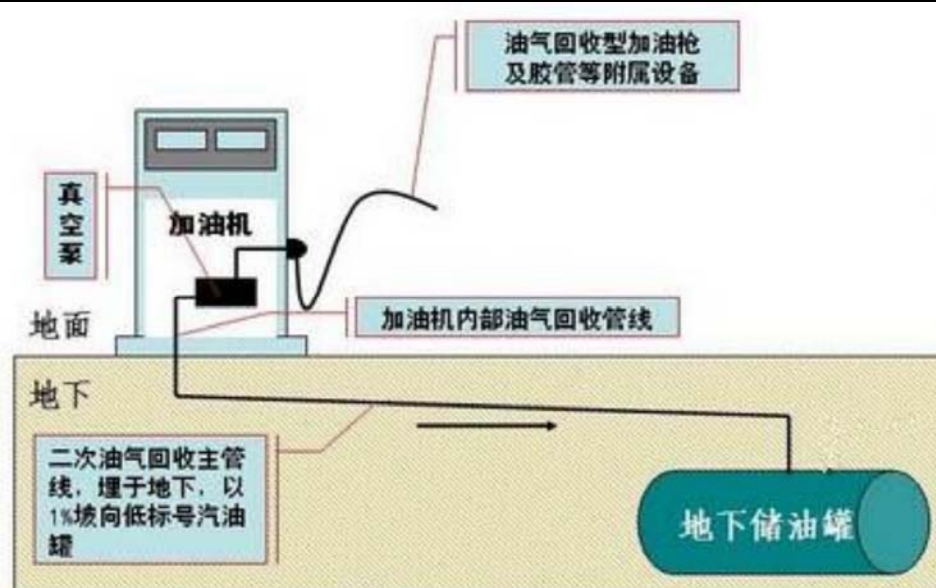 油气回收型加油枪
及胶管等附属设备
真
空
泵
加油机
加油机内部油气回收管线
地面
地下
二次油气回收主管
线，埋于地下，以
1%坡向低标号汽油
罐
地下储油罐